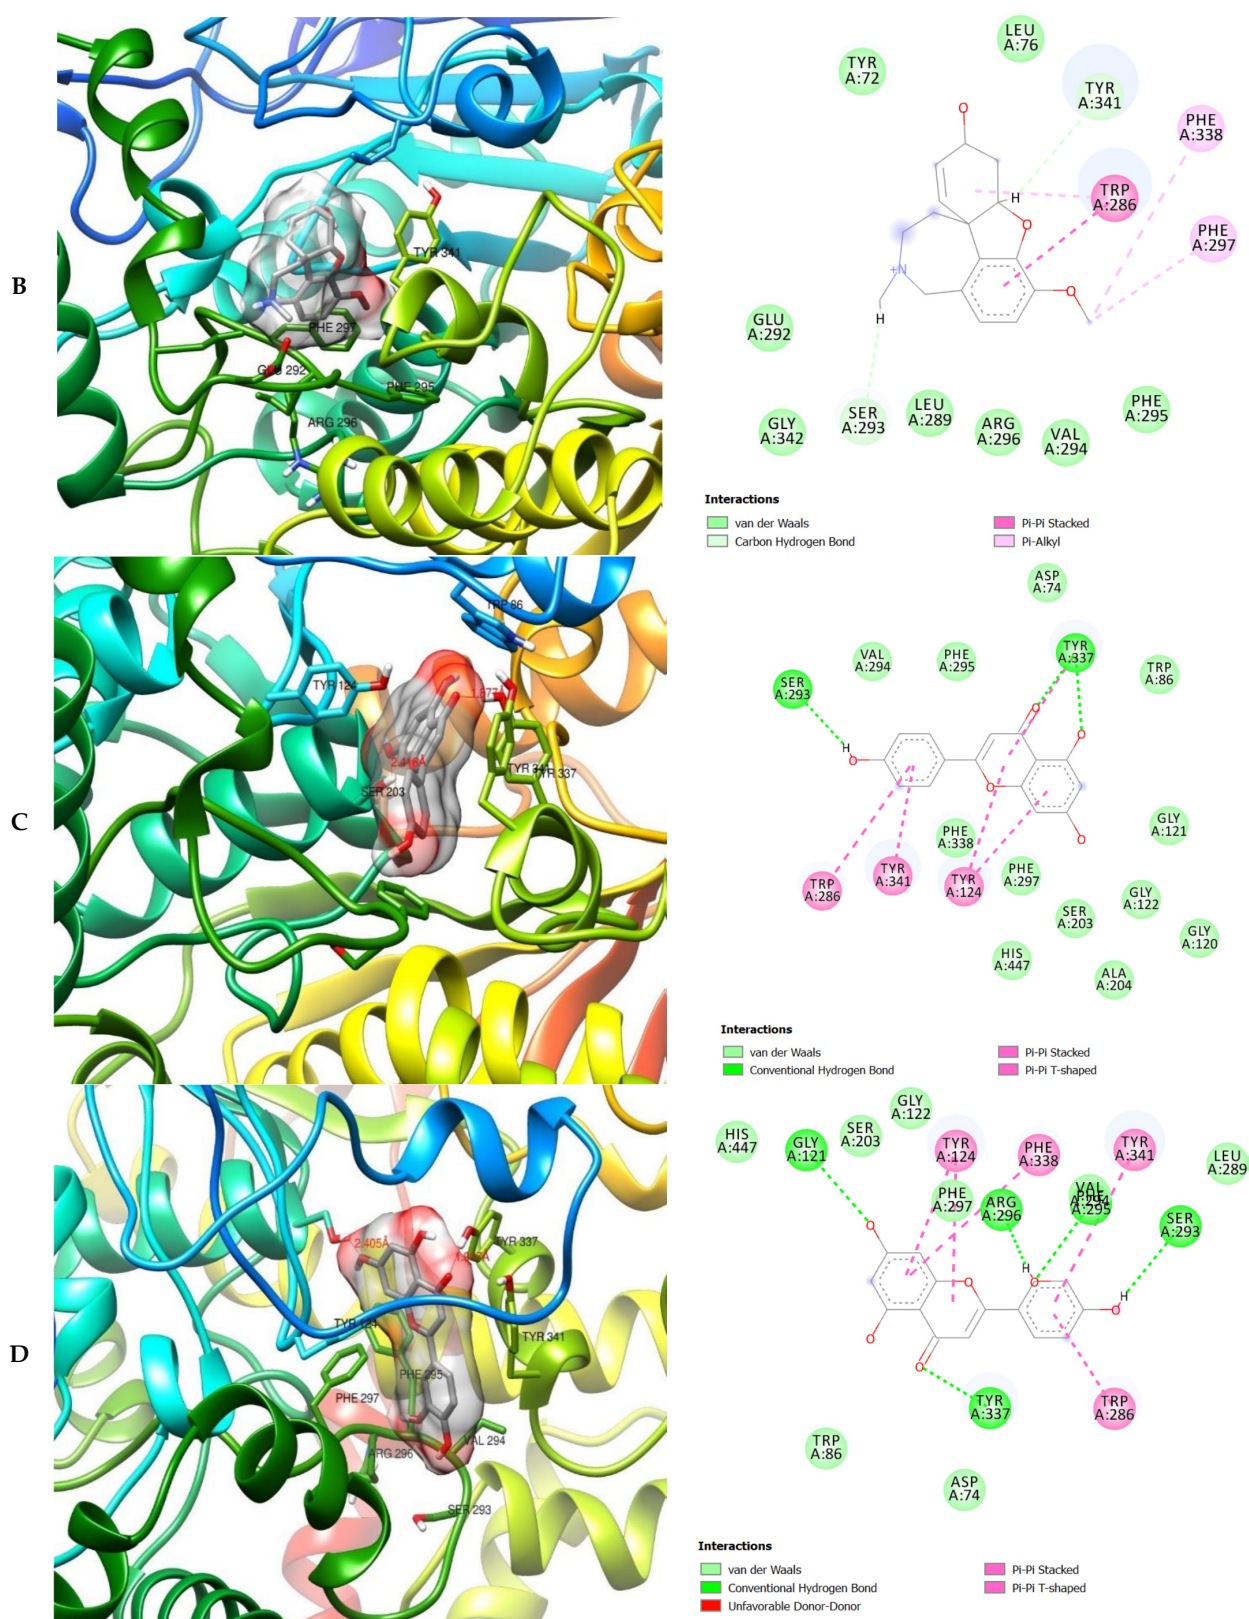 B
TYR 341
PHE 297
GLU 292
PHE 295
ARG 296
LEU
A:76
TYR
A:72
TYR
A:341
PHE
A:338
TRP
A:286
PHE
A:297
GLU
A:292
GLY
A:342
SER
A:293
LEU
A:289
ARG
A:296
VAL
A:294
PHE
A:295
O
H
O
+N
O
H
Interactions
van der Waals
Carbon Hydrogen Bond
Pi-Pi Stacked
Pi-Alkyl
C
TRP 86
TYR 124
2.418Å
TYR 341
TYR 337
SER 203
ASP
A:74
TYR
A:337
VAL
A:294
PHE
A:295
TRP
A:86
SER
A:293
H
O
O
O
O
O
GLY
A:121
PHE
A:338
TYR
A:341
TRP
A:286
TYR
A:124
PHE
A:297
GLY
A:122
SER
A:203
GLY
A:120
HIS
A:447
ALA
A:204
Interactions
van der Waals
Conventional Hydrogen Bond
Pi-Pi Stacked
Pi-Pi T-shaped
D
2.405Å
TYR 337
TYR 124
TYR 341
PHE 295
PHE 297
VAL 294
ARG 296
SER 293
GLY
A:122
HIS
A:447
GLY
A:121
SER
A:203
TYR
A:124
PHE
A:338
TYR
A:341
LEU
A:289
PHE
A:297
ARG
A:296
VAL
A:294
PHE
A:295
SER
A:293
O
O
H
O
H
O
O
O
TYR
A:337
TRP
A:286
TRP
A:86
ASP
A:74
Interactions
van der Waals
Conventional Hydrogen Bond
Unfavorable Donor-Donor
Pi-Pi Stacked
Pi-Pi T-shaped